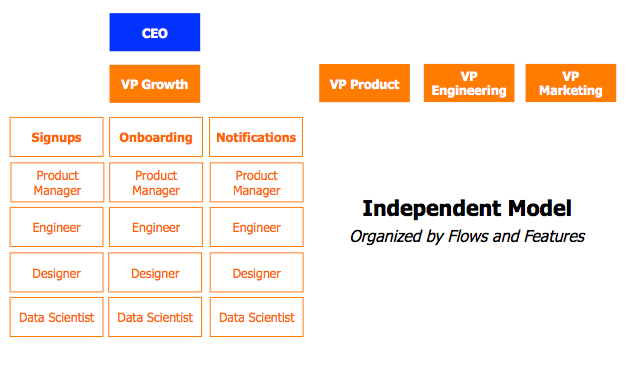 CEO
VP Growth
VP Product
VP
Engineering
VP
Marketing
Signups
Onboarding
Notifications
Product
Manager
Product
Manager
Product
Manager
Engineer
Engineer
Engineer
Designer
Designer
Designer
Data Scientist
Data Scientist
Data Scientist
Independent Model
Organized by Flows and Features